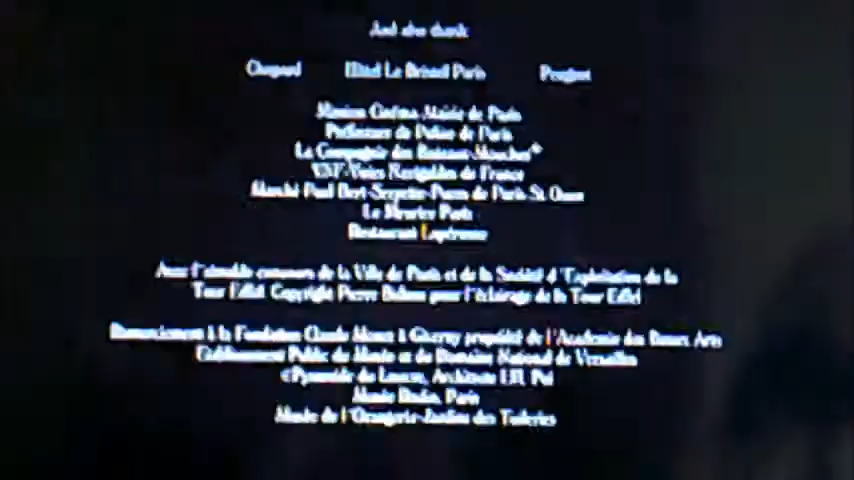 And also thank
Chopard Hôtel Le Bristol Paris Peugeot
Mission Cinéma-Mairie de Paris
Préfecture de Police de Paris
La Compagnie des Bateaux-Mouches®
VNF-Voies Navigables de France
Marché Paul Bert-Serpette-Puces de Paris-St Ouen
Le Meurice Paris
Restaurant Lapérouse
Avec l'aimable concours de la Ville de Paris et de la Société d'Exploitation de la
Tour Eiffel Copyright Pierre Bideau pour l'éclairage de la Tour Eiffel
Remerciement à la Fondation Claude Monet à Giverny propriété de l'Académie des Beaux Arts
Etablissement Public du Musée et du Domaine National de Versailles
©Pyramide du Louvre, Architecte I.M. Pei
Musée Rodin, Paris
Musée de l'Orangerie-Jardins des Tuileries